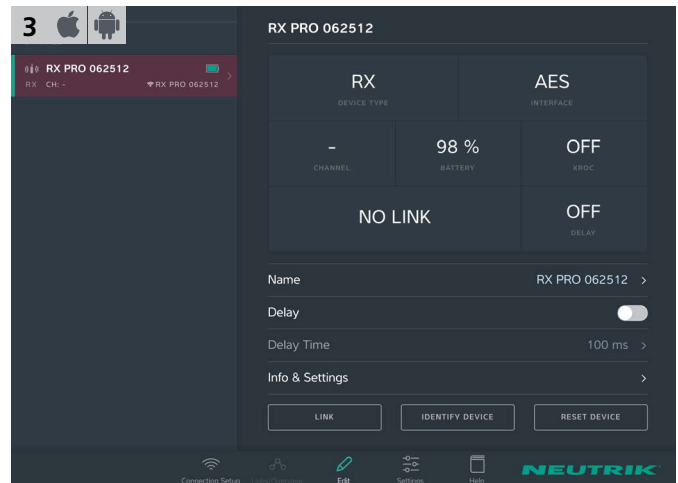 3
RX PRO 062512
RX PRO 062512
RX CH: - RX PRO 062512
RX
DEVICE TYPE
AES
INTERFACE
-
CHANNEL
98 %
BATTERY
OFF
XROC
NO LINK
OFF
DELAY
Name RX PRO 062512 >
Delay
Delay Time 100 ms >
Info & Settings >
LINK IDENTIFY DEVICE RESET DEVICE
Connection Setup Links Overview Edit Settings Help
NEUTRIK